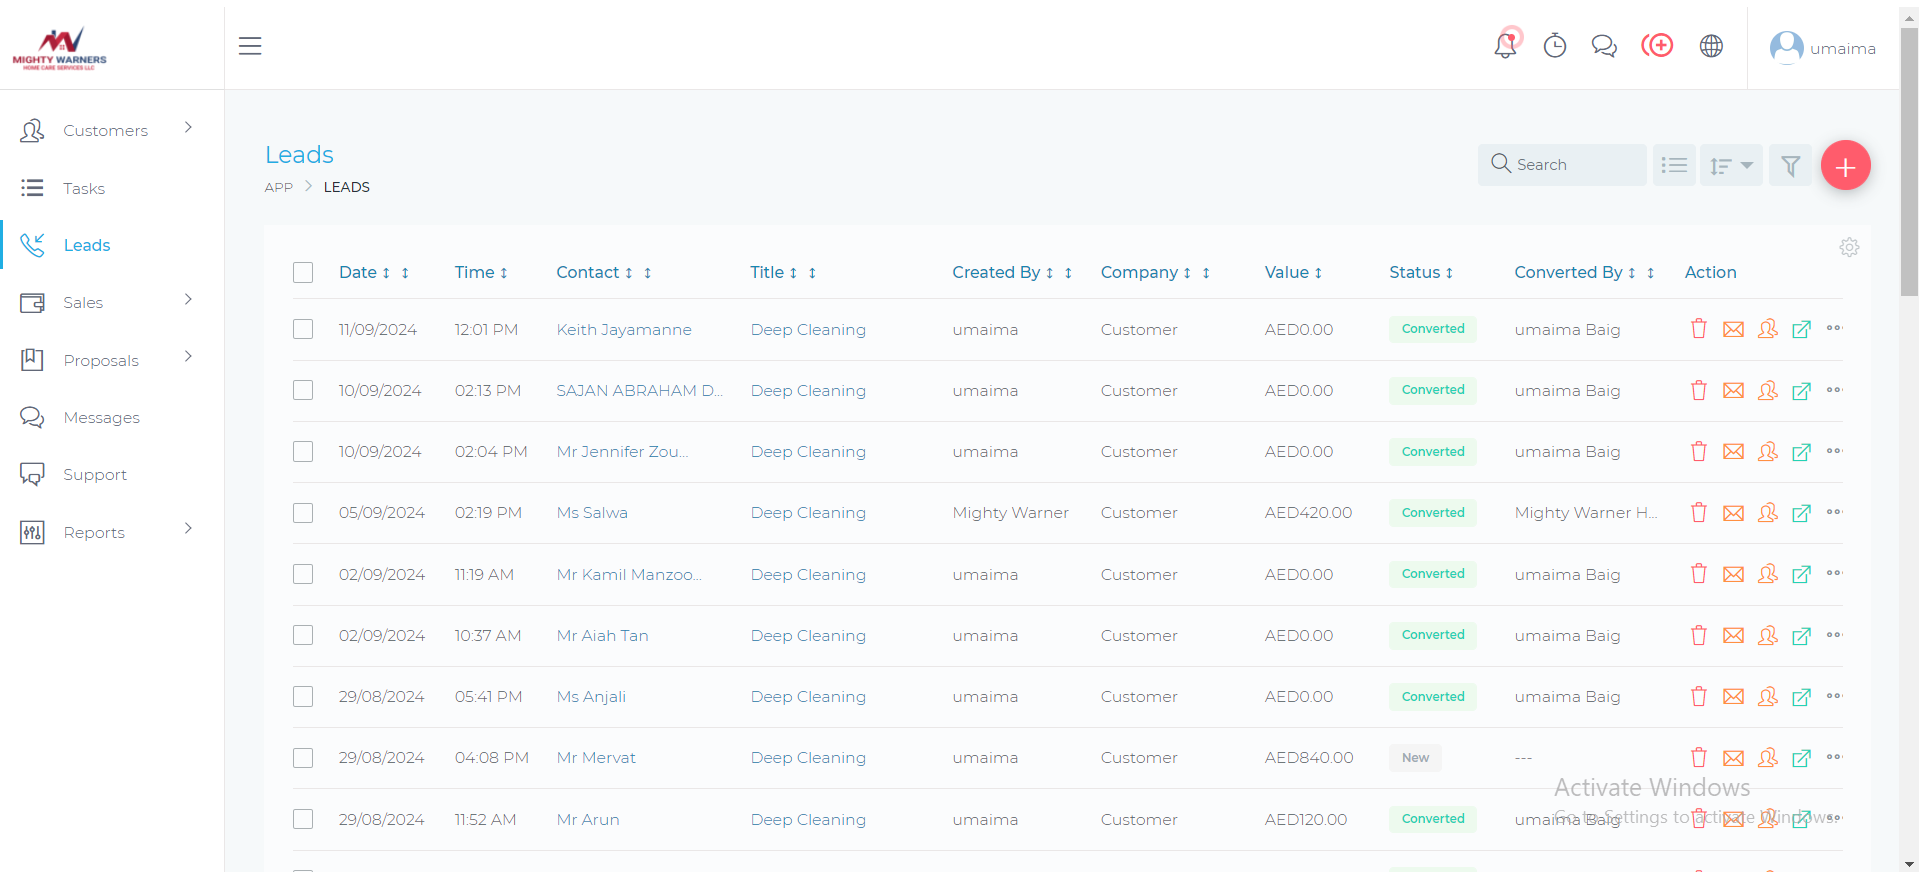 MIGHTY WARNERS
HOME CARE SERVICES LLC
umaima
Customers
Tasks
Leads
Sales
Proposals
Messages
Support
Reports
Leads
APP > LEADS
Search
Date Time Contact Title Created By Company Value Status Converted By Action
11/09/2024 12:01 PM Keith Jayamanne Deep Cleaning umaima Customer AED0.00 Converted umaima Baig
10/09/2024 02:13 PM SAJAN ABRAHAM D... Deep Cleaning umaima Customer AED0.00 Converted umaima Baig
10/09/2024 02:04 PM Mr Jennifer Zou... Deep Cleaning umaima Customer AED0.00 Converted umaima Baig
05/09/2024 02:19 PM Ms Salwa Deep Cleaning Mighty Warner Customer AED420.00 Converted Mighty Warner H...
02/09/2024 11:19 AM Mr Kamil Manzoo... Deep Cleaning umaima Customer AED0.00 Converted umaima Baig
02/09/2024 10:37 AM Mr Aiah Tan Deep Cleaning umaima Customer AED0.00 Converted umaima Baig
29/08/2024 05:41 PM Ms Anjali Deep Cleaning umaima Customer AED0.00 Converted umaima Baig
29/08/2024 04:08 PM Mr Mervat Deep Cleaning umaima Customer AED840.00 New ---
29/08/2024 11:52 AM Mr Arun Deep Cleaning umaima Customer AED120.00 Converted umaima Baig
Activate Windows
Go to Settings to activate Windows.